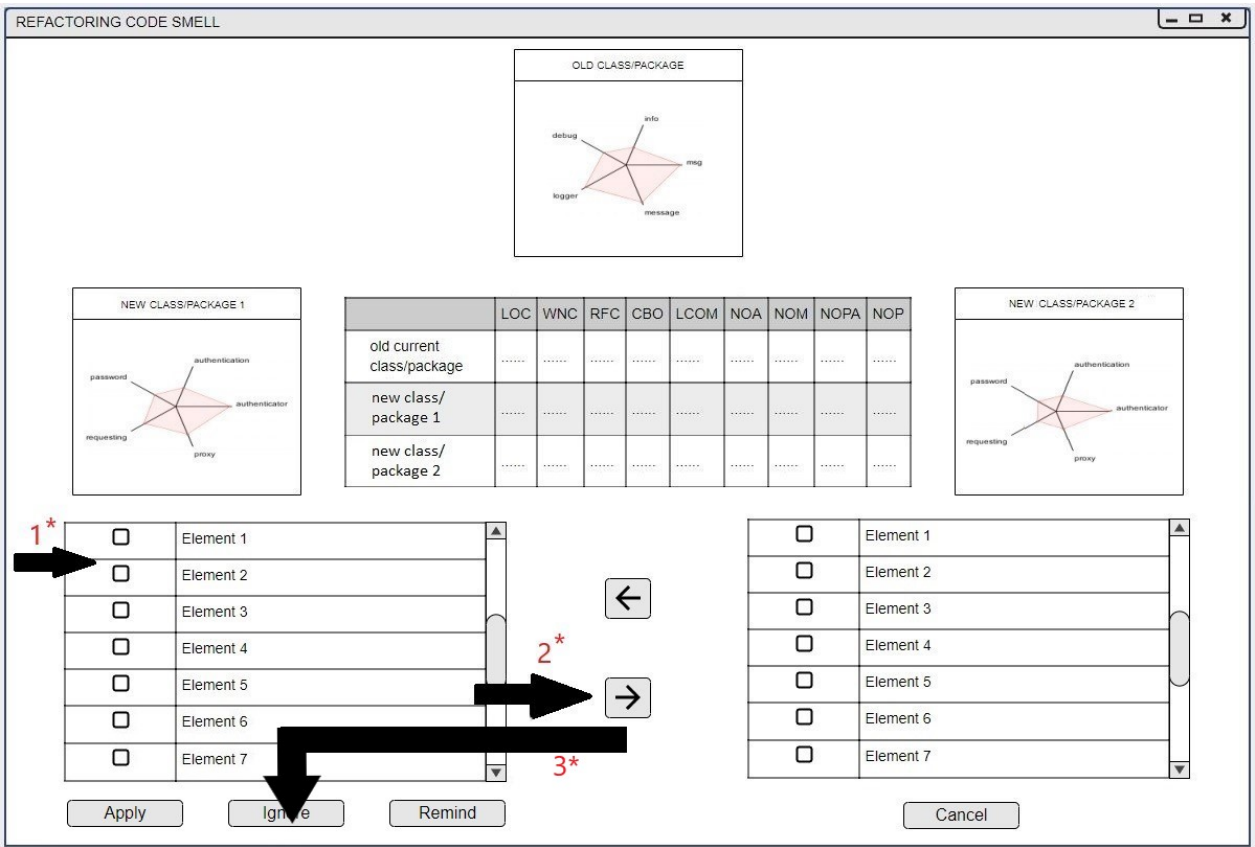 REFACTORING CODE SMELL
OLD CLASS/PACKAGE
info
debug
msg
logger
message
NEW CLASS/PACKAGE 1
authentication
password
authenticator
requesting
proxy
LOC WNC RFC CBO LCOM NOA NOM NOPA NOP
old current
class/package
...... ...... ...... ...... ...... ...... ...... ...... ......
new class/
package 1
...... ...... ...... ...... ...... ...... ...... ...... ......
new class/
package 2
...... ...... ...... ...... ...... ...... ...... ...... ......
NEW CLASS/PACKAGE 2
authentication
password
authenticator
requesting
proxy
1*
Element 1
Element 2
Element 3
Element 4
Element 5
Element 6
Element 7
2*
3*
Element 1
Element 2
Element 3
Element 4
Element 5
Element 6
Element 7
Apply
Ignore
Remind
Cancel